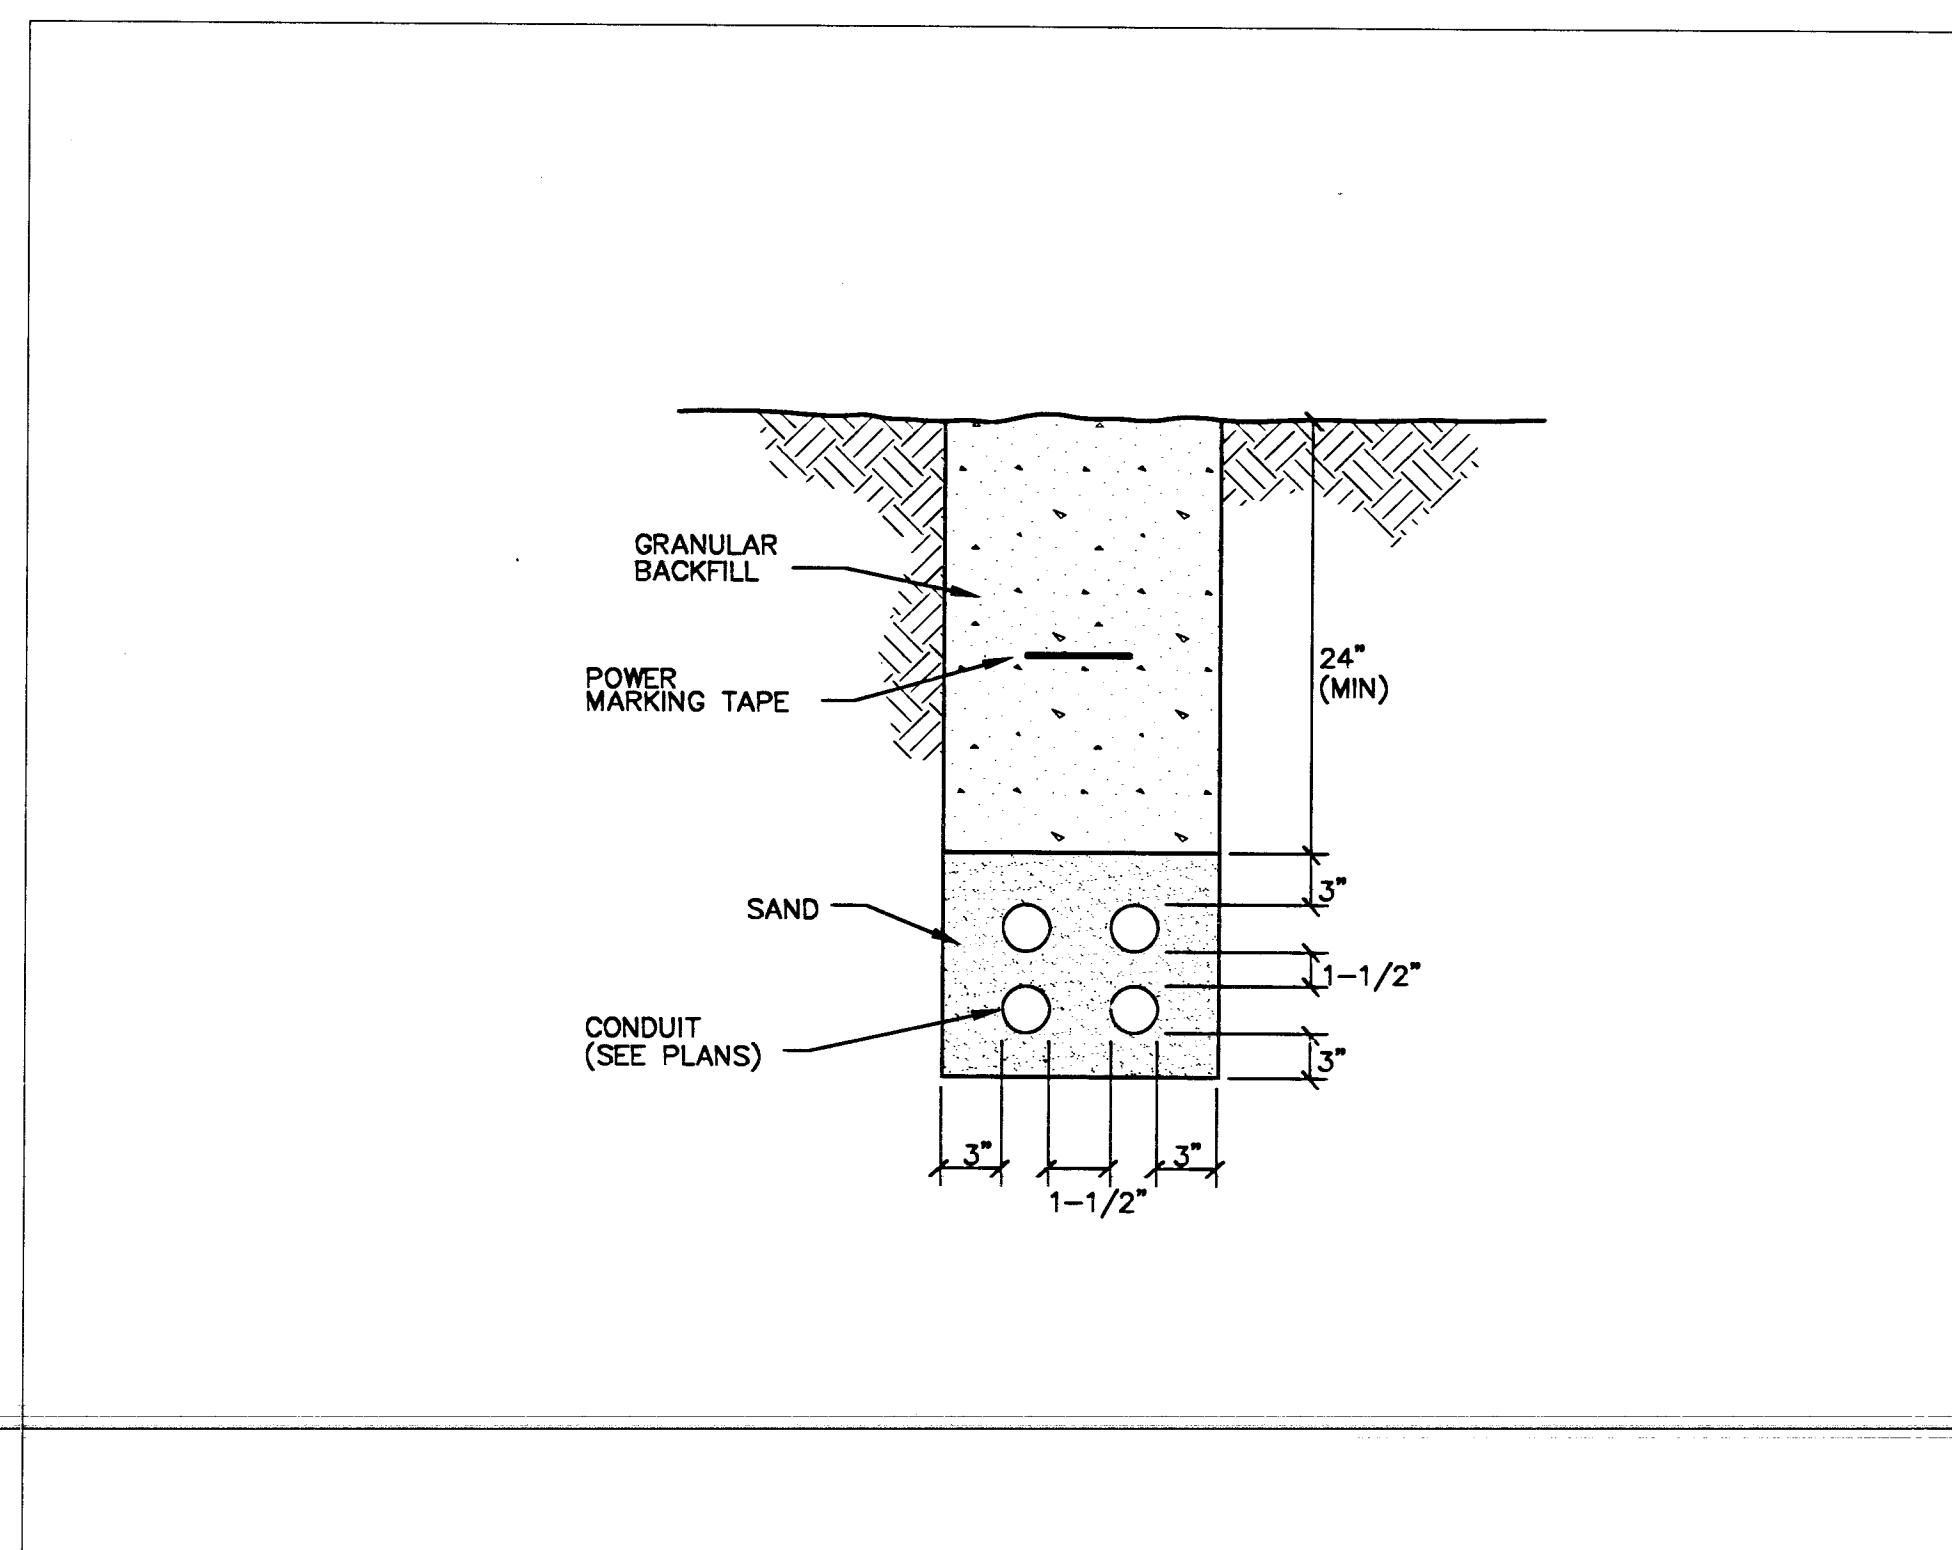 GRANULAR
BACKFILL
POWER
MARKING TAPE
24"
(MIN)
SAND
3"
1-1/2"
CONDUIT
(SEE PLANS)
3"
3"
3"
1-1/2"